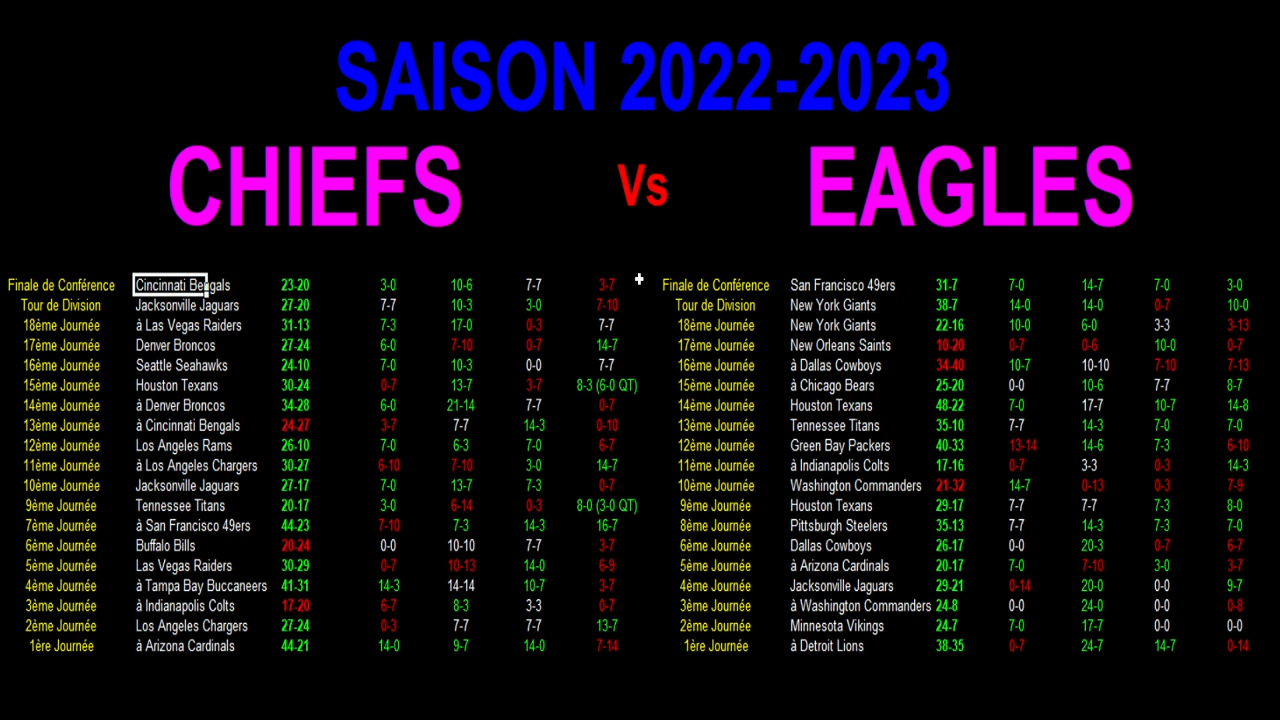 SAISON 2022-2023
CHIEFS Vs EAGLES
Finale de Conférence Cincinnati Bengals 23-20 3-0 10-6 7-7 3-7 Finale de Conférence San Francisco 49ers 31-7 7-0 14-7 7-0 3-0
Tour de Division Jacksonville Jaguars 27-20 7-7 10-3 3-0 7-10 Tour de Division New York Giants 38-7 14-0 14-0 0-7 10-0
18ème Journée à Las Vegas Raiders 31-13 7-3 17-0 0-3 7-7 18ème Journée New York Giants 22-16 10-0 6-0 3-3 3-13
17ème Journée Denver Broncos 27-24 6-0 7-10 0-7 14-7 17ème Journée New Orleans Saints 10-20 0-7 0-6 10-0 0-7
16ème Journée Seattle Seahawks 24-10 7-0 10-3 0-0 7-7 16ème Journée à Dallas Cowboys 34-40 10-7 10-10 7-10 7-13
15ème Journée Houston Texans 30-24 0-7 13-7 3-7 8-3 (6-0 QT) 15ème Journée à Chicago Bears 25-20 0-0 10-6 7-7 8-7
14ème Journée à Denver Broncos 34-28 6-0 21-14 7-7 0-7 14ème Journée Houston Texans 48-22 7-0 17-7 10-7 14-8
13ème Journée à Cincinnati Bengals 24-27 3-7 7-7 14-3 0-10 13ème Journée Tennessee Titans 35-10 7-7 14-3 7-0 7-0
12ème Journée Los Angeles Rams 26-10 7-0 6-3 7-0 6-7 12ème Journée Green Bay Packers 40-33 13-14 14-6 7-3 6-10
11ème Journée à Los Angeles Chargers 30-27 6-10 7-10 3-0 14-7 11ème Journée à Indianapolis Colts 17-16 0-7 3-3 0-3 14-3
10ème Journée Jacksonville Jaguars 27-17 7-0 13-7 7-3 0-7 10ème Journée Washington Commanders 21-32 14-7 0-13 0-3 7-9
9ème Journée Tennessee Titans 20-17 3-0 6-14 0-3 8-0 (3-0 QT) 9ème Journée Houston Texans 29-17 7-7 7-7 7-3 8-0
7ème Journée à San Francisco 49ers 44-23 7-10 7-3 14-3 16-7 8ème Journée Pittsburgh Steelers 35-13 7-7 14-3 7-3 7-0
6ème Journée Buffalo Bills 20-24 0-0 10-10 7-7 3-7 6ème Journée Dallas Cowboys 26-17 0-0 20-3 0-7 6-7
5ème Journée Las Vegas Raiders 30-29 0-7 10-13 14-0 6-9 5ème Journée à Arizona Cardinals 20-17 7-0 7-10 3-0 3-7
4ème Journée à Tampa Bay Buccaneers 41-31 14-3 14-14 10-7 3-7 4ème Journée Jacksonville Jaguars 29-21 0-14 20-0 0-0 9-7
3ème Journée à Indianapolis Colts 17-20 6-7 8-3 3-3 0-7 3ème Journée à Washington Commanders 24-8 0-0 24-0 0-0 0-8
2ème Journée Los Angeles Chargers 27-24 0-3 7-7 7-7 13-7 2ème Journée Minnesota Vikings 24-7 7-0 17-7 0-0 0-0
1ère Journée à Arizona Cardinals 44-21 14-0 9-7 14-0 7-14 1ère Journée à Detroit Lions 38-35 0-7 24-7 14-7 0-14